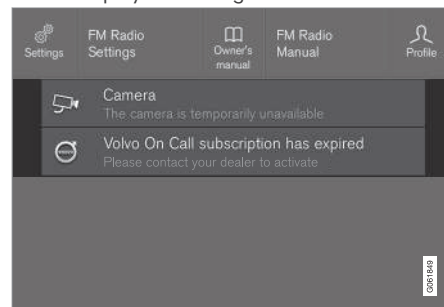 Settings
FM Radio
Settings
Owner's
manual
FM Radio
Manual
Profile
Camera
The camera is temporarily unavailable
Volvo On Call subscription has expired
Please contact your dealer to activate
G061849